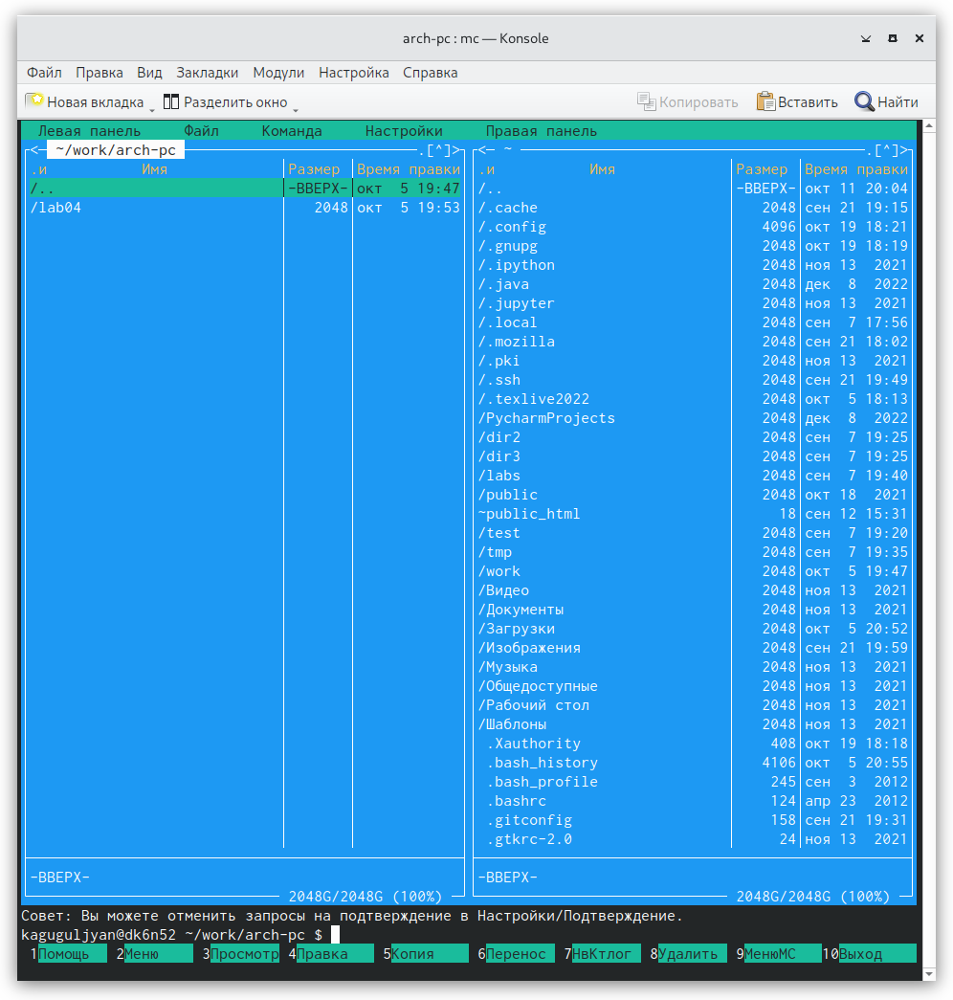 arch-pc : mc — Konsole
Файл Правка Вид Закладки Модули Настройка Справка
Новая вкладка Разделить окно Копировать Вставить Найти
Левая панель Файл Команда Настройки Правая панель
<— ~/work/arch-pc .[^]> <— ~ .[^]>
.и Имя Размер Время правки .и Имя Размер Время правки
/.. -ВВЕРХ- окт 5 19:47 /.. -ВВЕРХ- окт 11 20:04
/lab04 2048 окт 5 19:53 /.cache 2048 сен 21 19:15
/.config 4096 окт 19 18:21
/.gnupg 2048 окт 19 18:19
/.ipython 2048 ноя 13 2021
/.java 2048 дек 8 2022
/.jupyter 2048 ноя 13 2021
/.local 2048 сен 7 17:56
/.mozilla 2048 сен 21 18:02
/.pki 2048 ноя 13 2021
/.ssh 2048 сен 21 19:49
/.texlive2022 2048 окт 5 18:13
/PycharmProjects 2048 дек 8 2022
/dir2 2048 сен 7 19:25
/dir3 2048 сен 7 19:25
/labs 2048 сен 7 19:40
/public 2048 окт 18 2021
~public_html 18 сен 12 15:31
/test 2048 сен 7 19:20
/tmp 2048 сен 7 19:35
/work 2048 окт 5 19:47
/Видео 2048 ноя 13 2021
/Документы 2048 ноя 13 2021
/Загрузки 2048 окт 5 20:52
/Изображения 2048 сен 21 19:59
/Музыка 2048 ноя 13 2021
/Общедоступные 2048 ноя 13 2021
/Рабочий стол 2048 ноя 13 2021
/Шаблоны 2048 ноя 13 2021
.Xauthority 408 окт 19 18:18
.bash_history 4106 окт 5 20:55
.bash_profile 245 сен 3 2012
.bashrc 124 апр 23 2012
.gitconfig 158 сен 21 19:31
.gtkrc-2.0 24 ноя 13 2021
-ВВЕРХ- -ВВЕРХ-
2048G/2048G (100%) 2048G/2048G (100%)
Совет: Вы можете отменить запросы на подтверждение в Настройки/Подтверждение.
kaguguljyan@dk6n52 ~/work/arch-pc $
1Помощь 2Меню 3Просмотр 4Правка 5Копия 6Перенос 7НвКтлог 8Удалить 9МенюМС 10Выход